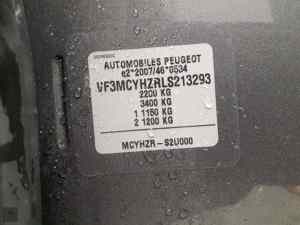 AUTOMOBILES PEUGEOT
e2*2007/46*0534
VF3MCYHZRLS213293
2200 KG
3400 KG
1 1150 KG
2 1200 KG
MCYHZR-S2U000